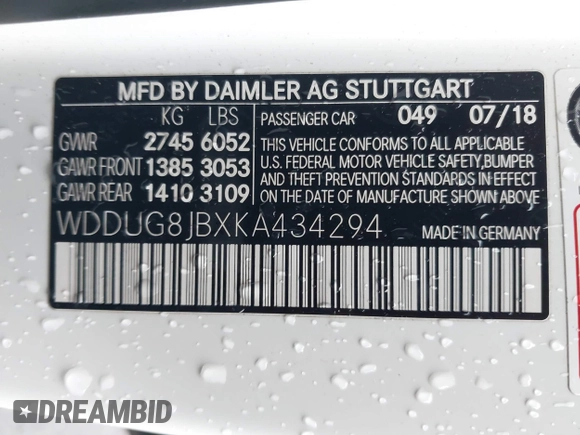 MFD BY DAIMLER AG STUTTGART
KG LBS PASSENGER CAR 049 07/18
GVWR 2745 6052
GAWR FRONT 1385 3053
GAWR REAR 1410 3109
THIS VEHICLE CONFORMS TO ALL APPLICABLE
U.S. FEDERAL MOTOR VEHICLE SAFETY, BUMPER
AND THEFT PREVENTION STANDARDS IN EFFECT
ON THE DATE OF MANUFACTURE SHOWN ABOVE.
WDDUG8JBXKA434294 MADE IN GERMANY
DREAMBID